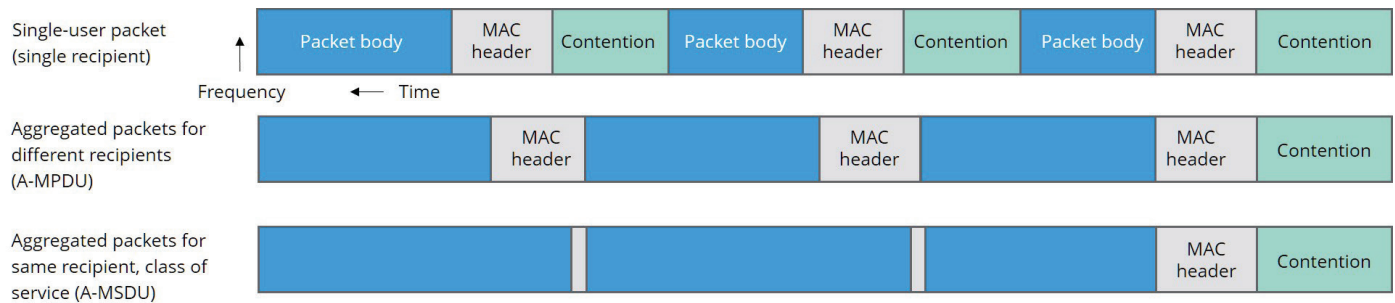 Single-user packet
(single recipient)
Packet body
MAC
header
Contention
Packet body
MAC
header
Contention
Packet body
MAC
header
Contention
Frequency
Time
Aggregated packets for
different recipients
(A-MPDU)
MAC
header
MAC
header
MAC
header
Contention
Aggregated packets for
same recipient, class of
service (A-MSDU)
MAC
header
Contention